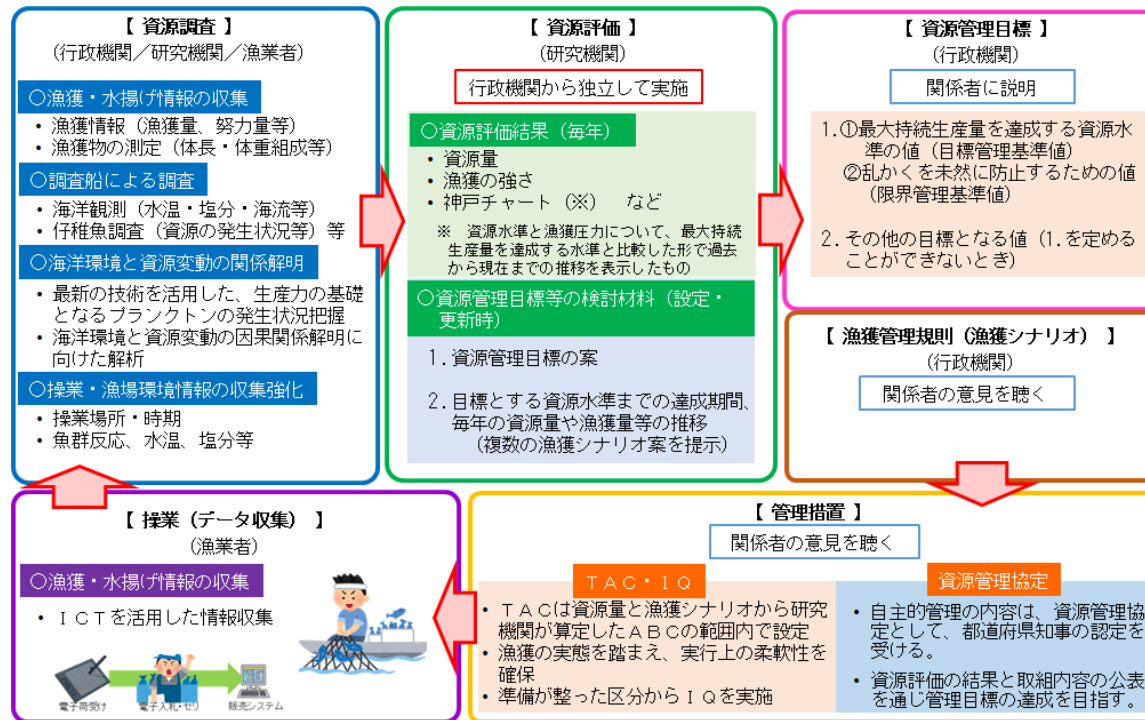 【 資源調査 】
(行政機関／研究機関／漁業者)
○漁獲・水揚げ情報の収集
・ 漁獲情報（漁獲量、努力量等）
・ 漁獲物の測定（体長・体重組成等）
○調査船による調査
・ 海洋観測（水温・塩分・海流等）
・ 仔稚魚調査（資源の発生状況等）等
○海洋環境と資源変動の関係解明
・ 最新の技術を活用した、生産力の基礎
となるプランクトンの発生状況把握
・ 海洋環境と資源変動の因果関係解明に
向けた解析
○操業・漁場環境情報の収集強化
・ 操業場所・時期
・ 魚群反応、水温、塩分等
【 資源評価 】
(研究機関)
行政機関から独立して実施
○資源評価結果（毎年）
・ 資源量
・ 漁獲の強さ
・ 神戸チャート（※） など
※ 資源水準と漁獲圧力について、最大持続
生産量を達成する水準と比較した形で過去
から現在までの推移を表示したもの
○資源管理目標等の検討材料（設定・
更新時）
1. 資源管理目標の案
2. 目標とする資源水準までの達成期間、
毎年の資源量や漁獲量等の推移
（複数の漁獲シナリオ案を提示）
【 資源管理目標 】
(行政機関)
関係者に説明
1. ①最大持続生産量を達成する資源水
準の値（目標管理基準値）
②乱かくを未然に防止するための値
（限界管理基準値）
2. その他の目標となる値（1. を定める
ことができないとき）
【 漁獲管理規則（漁獲シナリオ） 】
(行政機関)
関係者の意見を聴く
【 管理措置 】
関係者の意見を聴く
ＴＡＣ・ＩＱ
・ ＴＡＣは資源量と漁獲シナリオから研究
機関が算定したＡＢＣの範囲内で設定
・ 漁獲の実態を踏まえ、実行上の柔軟性を
確保
・ 準備が整った区分からＩＱを実施
資源管理協定
・ 自主的管理の内容は、資源管理協
定として、都道府県知事の認定を
受ける。
・ 資源評価の結果と取組内容の公表
を通じ管理目標の達成を目指す。
【 操業（データ収集） 】
(漁業者)
○漁獲・水揚げ情報の収集
・ ＩＣＴを活用した情報収集
電子荷受け
電子入札・セリ
販売システム